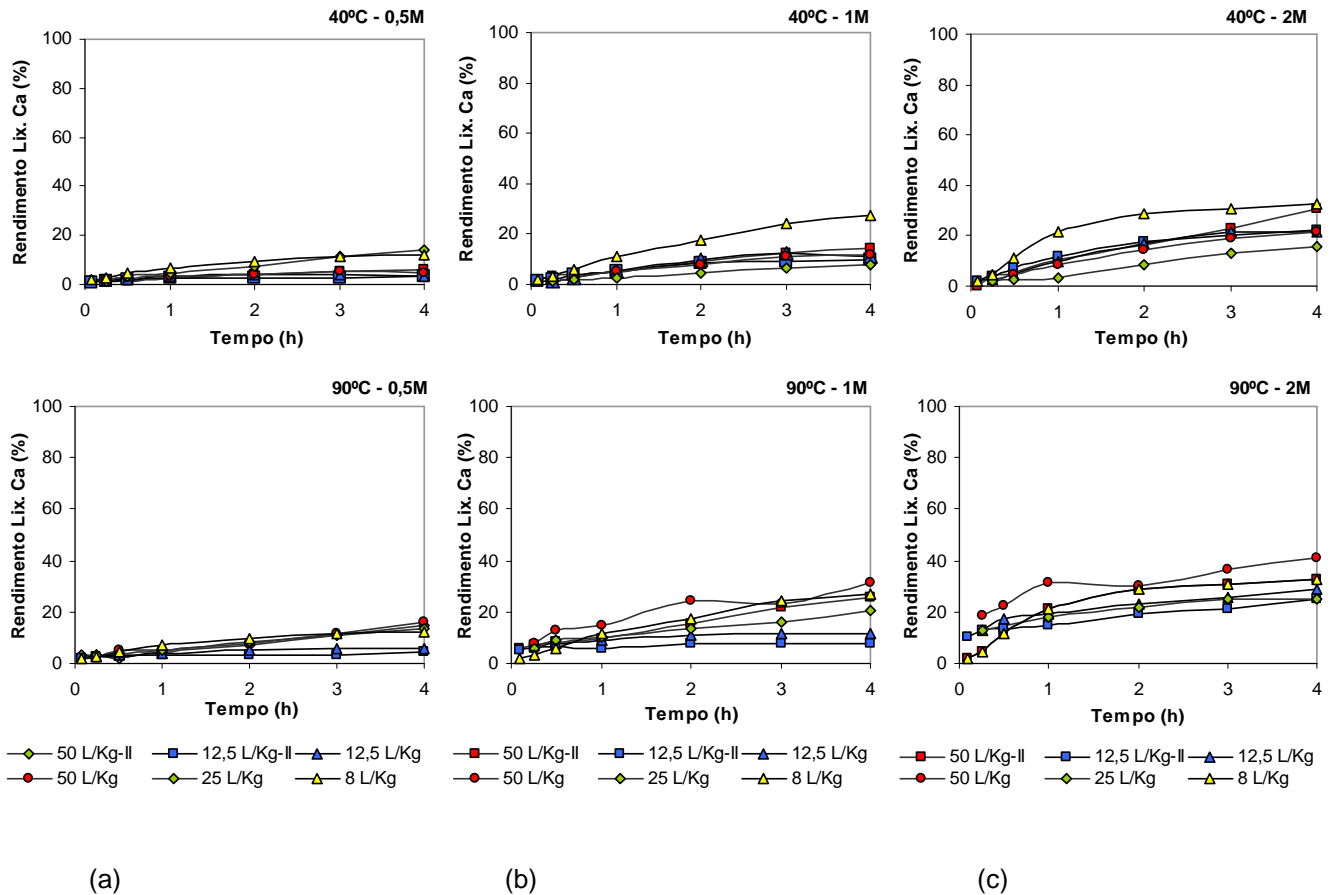 40ºC - 0,5M
Rendimento Lix. Ca (%)
100
80
60
40
20
0
0 1 2 3 4
Tempo (h)
40ºC - 1M
Rendimento Lix. Ca (%)
100
80
60
40
20
0
0 1 2 3 4
Tempo (h)
40ºC - 2M
Rendimento Lix. Ca (%)
100
80
60
40
20
0
0 1 2 3 4
Tempo (h)
90ºC - 0,5M
Rendimento Lix. Ca (%)
100
80
60
40
20
0
0 1 2 3 4
Tempo (h)
90ºC - 1M
Rendimento Lix. Ca (%)
100
80
60
40
20
0
0 1 2 3 4
Tempo (h)
90ºC - 2M
Rendimento Lix. Ca (%)
100
80
60
40
20
0
0 1 2 3 4
Tempo (h)
50 L/Kg-II 12,5 L/Kg-II 12,5 L/Kg
50 L/Kg 25 L/Kg 8 L/Kg
50 L/Kg-II 12,5 L/Kg-II 12,5 L/Kg
50 L/Kg 25 L/Kg 8 L/Kg
50 L/Kg-II 12,5 L/Kg-II 12,5 L/Kg
50 L/Kg 25 L/Kg 8 L/Kg
(a) (b) (c)